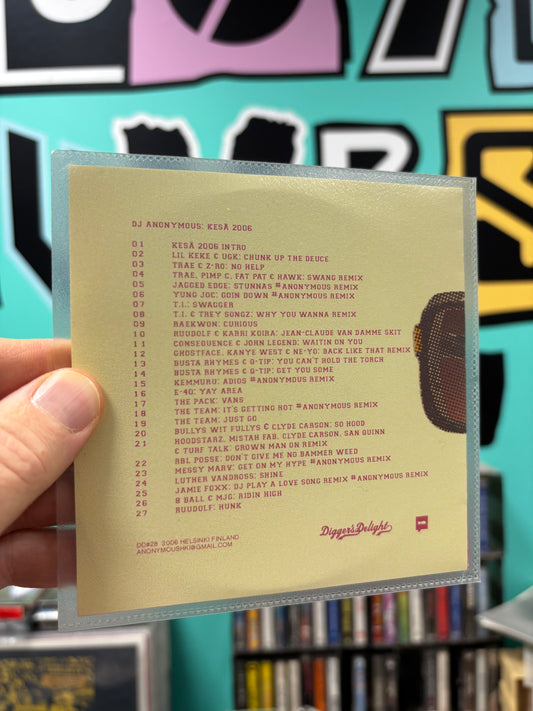 DJ ANONYMOUS: KESÄ 2006
01 KESÄ 2006 INTRO
02 LIL KEKE & UGK: CHUNK UP THE DEUCE
03 TRAE & Z-RO: NO HELP
04 TRAE, PIMP C, FAT PAT & HAWK: SWANG REMIX
05 JAGGED EDGE: STUNNAS #ANONYMOUS REMIX
06 YUNG JOC: GOIN DOWN #ANONYMOUS REMIX
07 T.I.: SWAGGER
08 T.I. & TREY SONGZ: WHY YOU WANNA REMIX
09 RAEKWON: CURIOUS
10 RUUDOLF & KARRI KOIRA: JEAN-CLAUDE VAN DAMME SKIT
11 CONSEQUENCE & JOHN LEGEND: WAITIN ON YOU
12 GHOSTFACE, KANYE WEST & NE-YO: BACK LIKE THAT REMIX
13 BUSTA RHYMES & Q-TIP: YOU CAN'T HOLD THE TORCH
14 BUSTA RHYMES & Q-TIP: GET YOU SOME
15 KEMMURU: ADIOS #ANONYMOUS REMIX
16 E-40: YAY AREA
17 THE PACK: VANS
18 THE TEAM: IT'S GETTING HOT #ANONYMOUS REMIX
19 THE TEAM: JUST GO
20 BULLYS WIT FULLYS & CLYDE CARSON: SO HOOD
21 HOODSTARZ, MISTAH FAB, CLYDE CARSON, SAN QUINN
& TURF TALK: GROWN MAN ON REMIX
22 RBL POSSE: DON'T GIVE ME NO BAMMER WEED
23 MESSY MARV: GET ON MY HYPE #ANONYMOUS REMIX
24 LUTHER VANDROSS: SHINE
25 JAMIE FOXX: DJ PLAY A LOVE SONG REMIX #ANONYMOUS REMIX
26 8 BALL & MJG: RIDIN HIGH
27 RUUDOLF: HUNK
DD#28 2006 HELSINKI FINLAND
ANONYMOUSHKI@GMAIL.COM
Digger's Delight